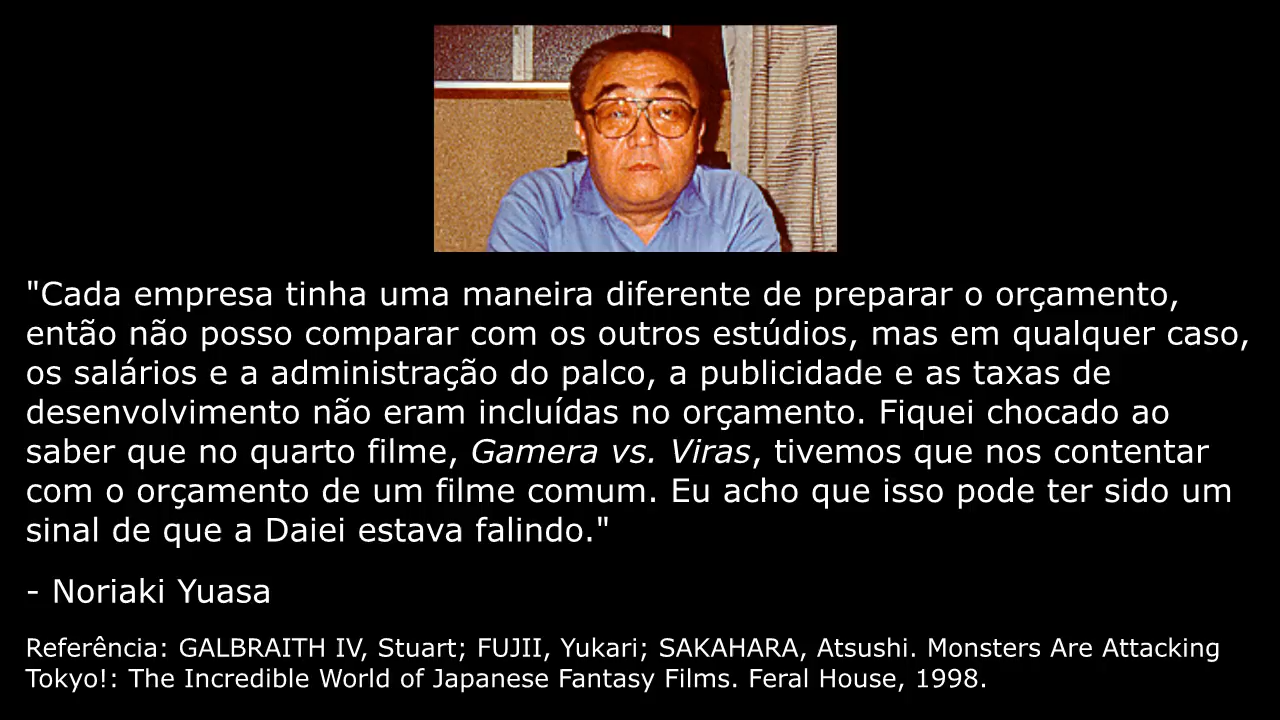 "Cada empresa tinha uma maneira diferente de preparar o orçamento,
então não posso comparar com os outros estúdios, mas em qualquer caso,
os salários e a administração do palco, a publicidade e as taxas de
desenvolvimento não eram incluídas no orçamento. Fiquei chocado ao
saber que no quarto filme, Gamera vs. Viras, tivemos que nos contentar
com o orçamento de um filme comum. Eu acho que isso pode ter sido um
sinal de que a Daiei estava falindo."
- Noriaki Yuasa
Referência: GALBRAITH IV, Stuart; FUJII, Yukari; SAKAHARA, Atsushi. Monsters Are Attacking
Tokyo!: The Incredible World of Japanese Fantasy Films. Feral House, 1998.